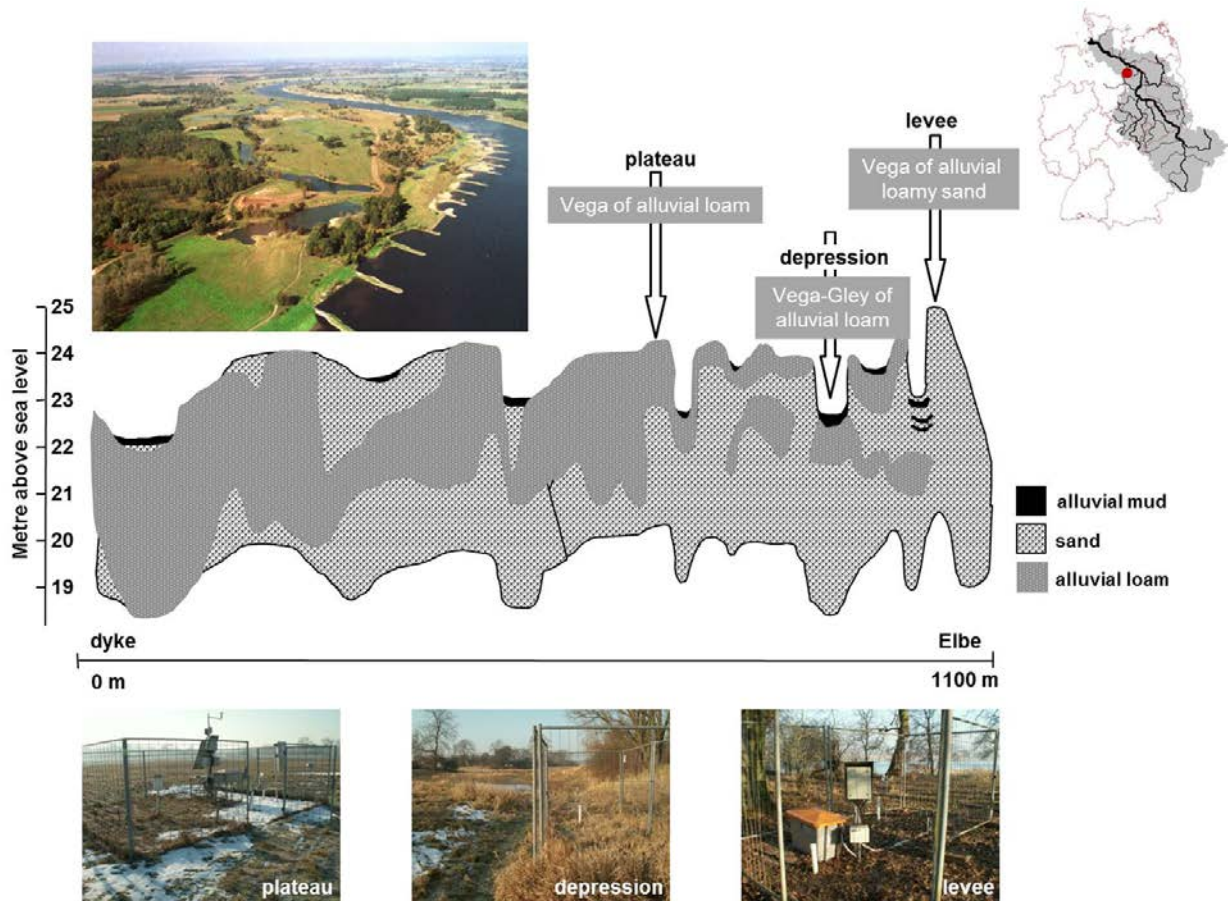 levee
Vega of alluvial
loamy sand
plateau
Vega of alluvial loam
depression
Vega-Gley of
alluvial loam
Metre above sea level
25
24
23
22
21
20
19
alluvial mud
sand
alluvial loam
dyke
Elbe
0 m
1100 m
plateau
depression
levee